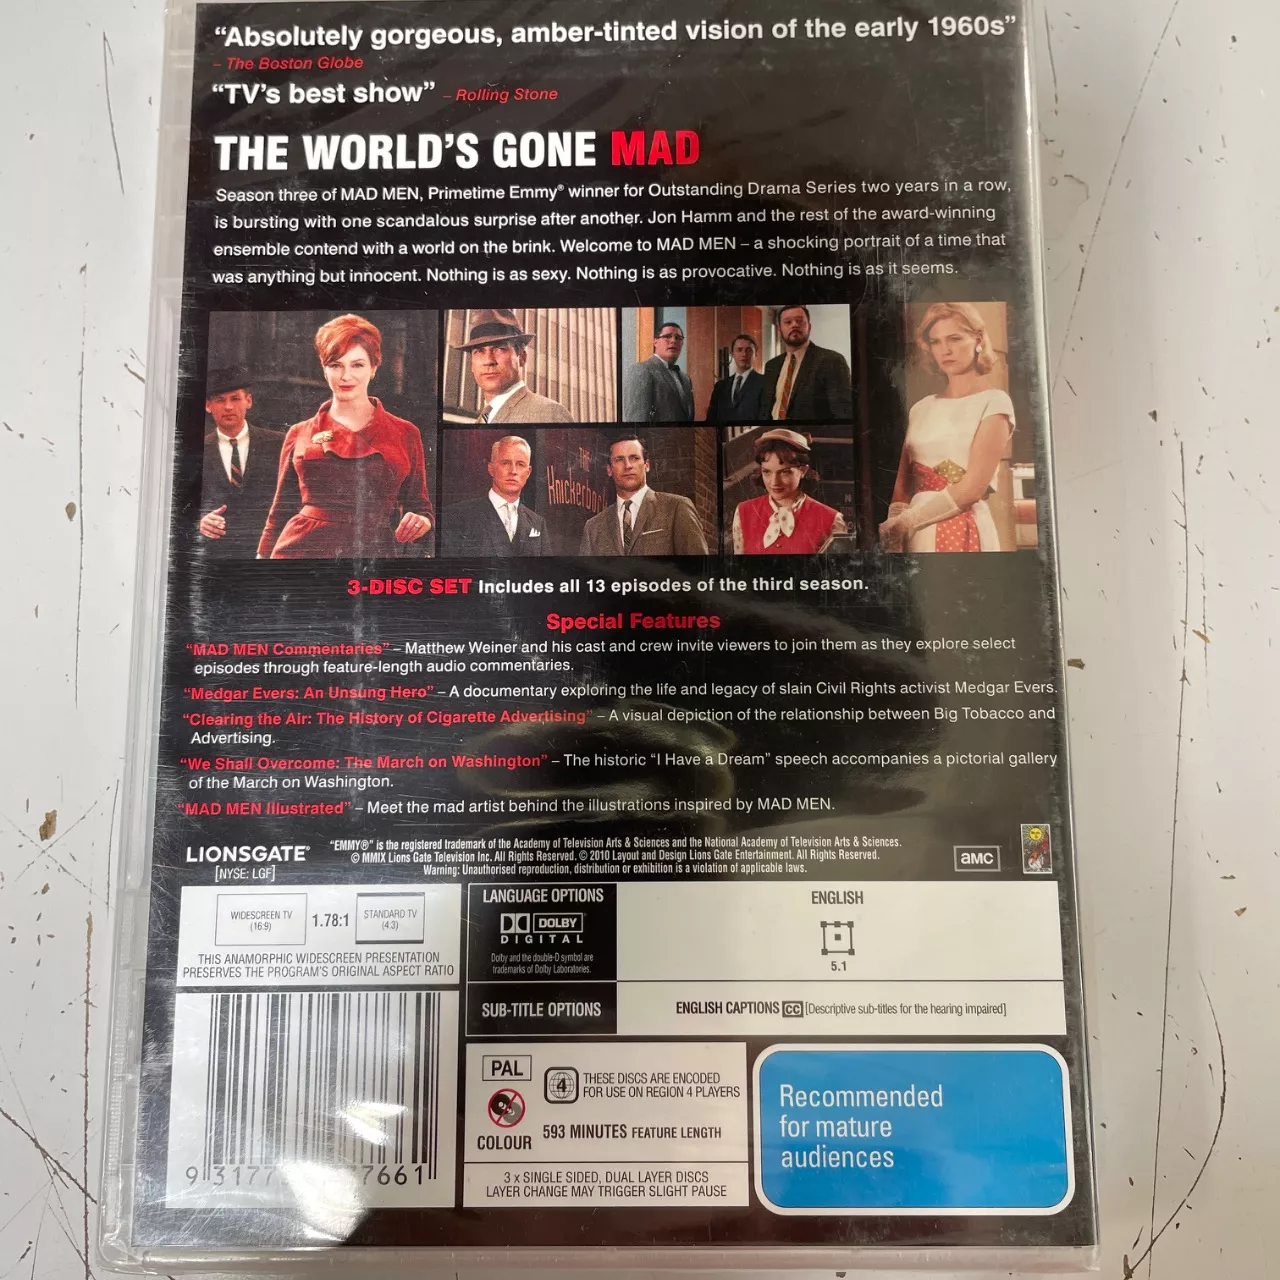 “Absolutely gorgeous, amber-tinted vision of the early 1960s”
– The Boston Globe
“TV’s best show” – Rolling Stone
THE WORLD’S GONE MAD
Season three of MAD MEN, Primetime Emmy® winner for Outstanding Drama Series two years in a row,
is bursting with one scandalous surprise after another. Jon Hamm and the rest of the award-winning
ensemble contend with a world on the brink. Welcome to MAD MEN – a shocking portrait of a time that
was anything but innocent. Nothing is as sexy. Nothing is as provocative. Nothing is as it seems.
THE
Knickerbo
3-DISC SET Includes all 13 episodes of the third season.
Special Features
“MAD MEN Commentaries” – Matthew Weiner and his cast and crew invite viewers to join them as they explore select
episodes through feature-length audio commentaries.
“Medgar Evers: An Unsung Hero” – A documentary exploring the life and legacy of slain Civil Rights activist Medgar Evers.
“Clearing the Air: The History of Cigarette Advertising” – A visual depiction of the relationship between Big Tobacco and
Advertising.
“We Shall Overcome: The March on Washington” – The historic “I Have a Dream” speech accompanies a pictorial gallery
of the March on Washington.
“MAD MEN Illustrated” – Meet the mad artist behind the illustrations inspired by MAD MEN.
LIONSGATE®
[NYSE: LGF]
“EMMY®” is the registered trademark of the Academy of Television Arts & Sciences and the National Academy of Television Arts & Sciences.
© MMIX Lions Gate Television Inc. All Rights Reserved. © 2010 Layout and Design Lions Gate Entertainment. All Rights Reserved.
Warning: Unauthorised reproduction, distribution or exhibition is a violation of applicable laws.
aMC
WIDESCREEN TV
(16:9)
1.78:1
STANDARD TV
(4:3)
THIS ANAMORPHIC WIDESCREEN PRESENTATION
PRESERVES THE PROGRAM’S ORIGINAL ASPECT RATIO
LANGUAGE OPTIONS
DOLBY
DIGITAL
Dolby and the double-D symbol are
trademarks of Dolby Laboratories.
ENGLISH
5.1
SUB-TITLE OPTIONS
ENGLISH CAPTIONS CC [Descriptive sub-titles for the hearing impaired]
PAL
COLOUR
4
THESE DISCS ARE ENCODED
FOR USE ON REGION 4 PLAYERS
593 MINUTES FEATURE LENGTH
3 x SINGLE SIDED, DUAL LAYER DISCS
LAYER CHANGE MAY TRIGGER SLIGHT PAUSE
Recommended
for mature
audiences
9 3177 7661